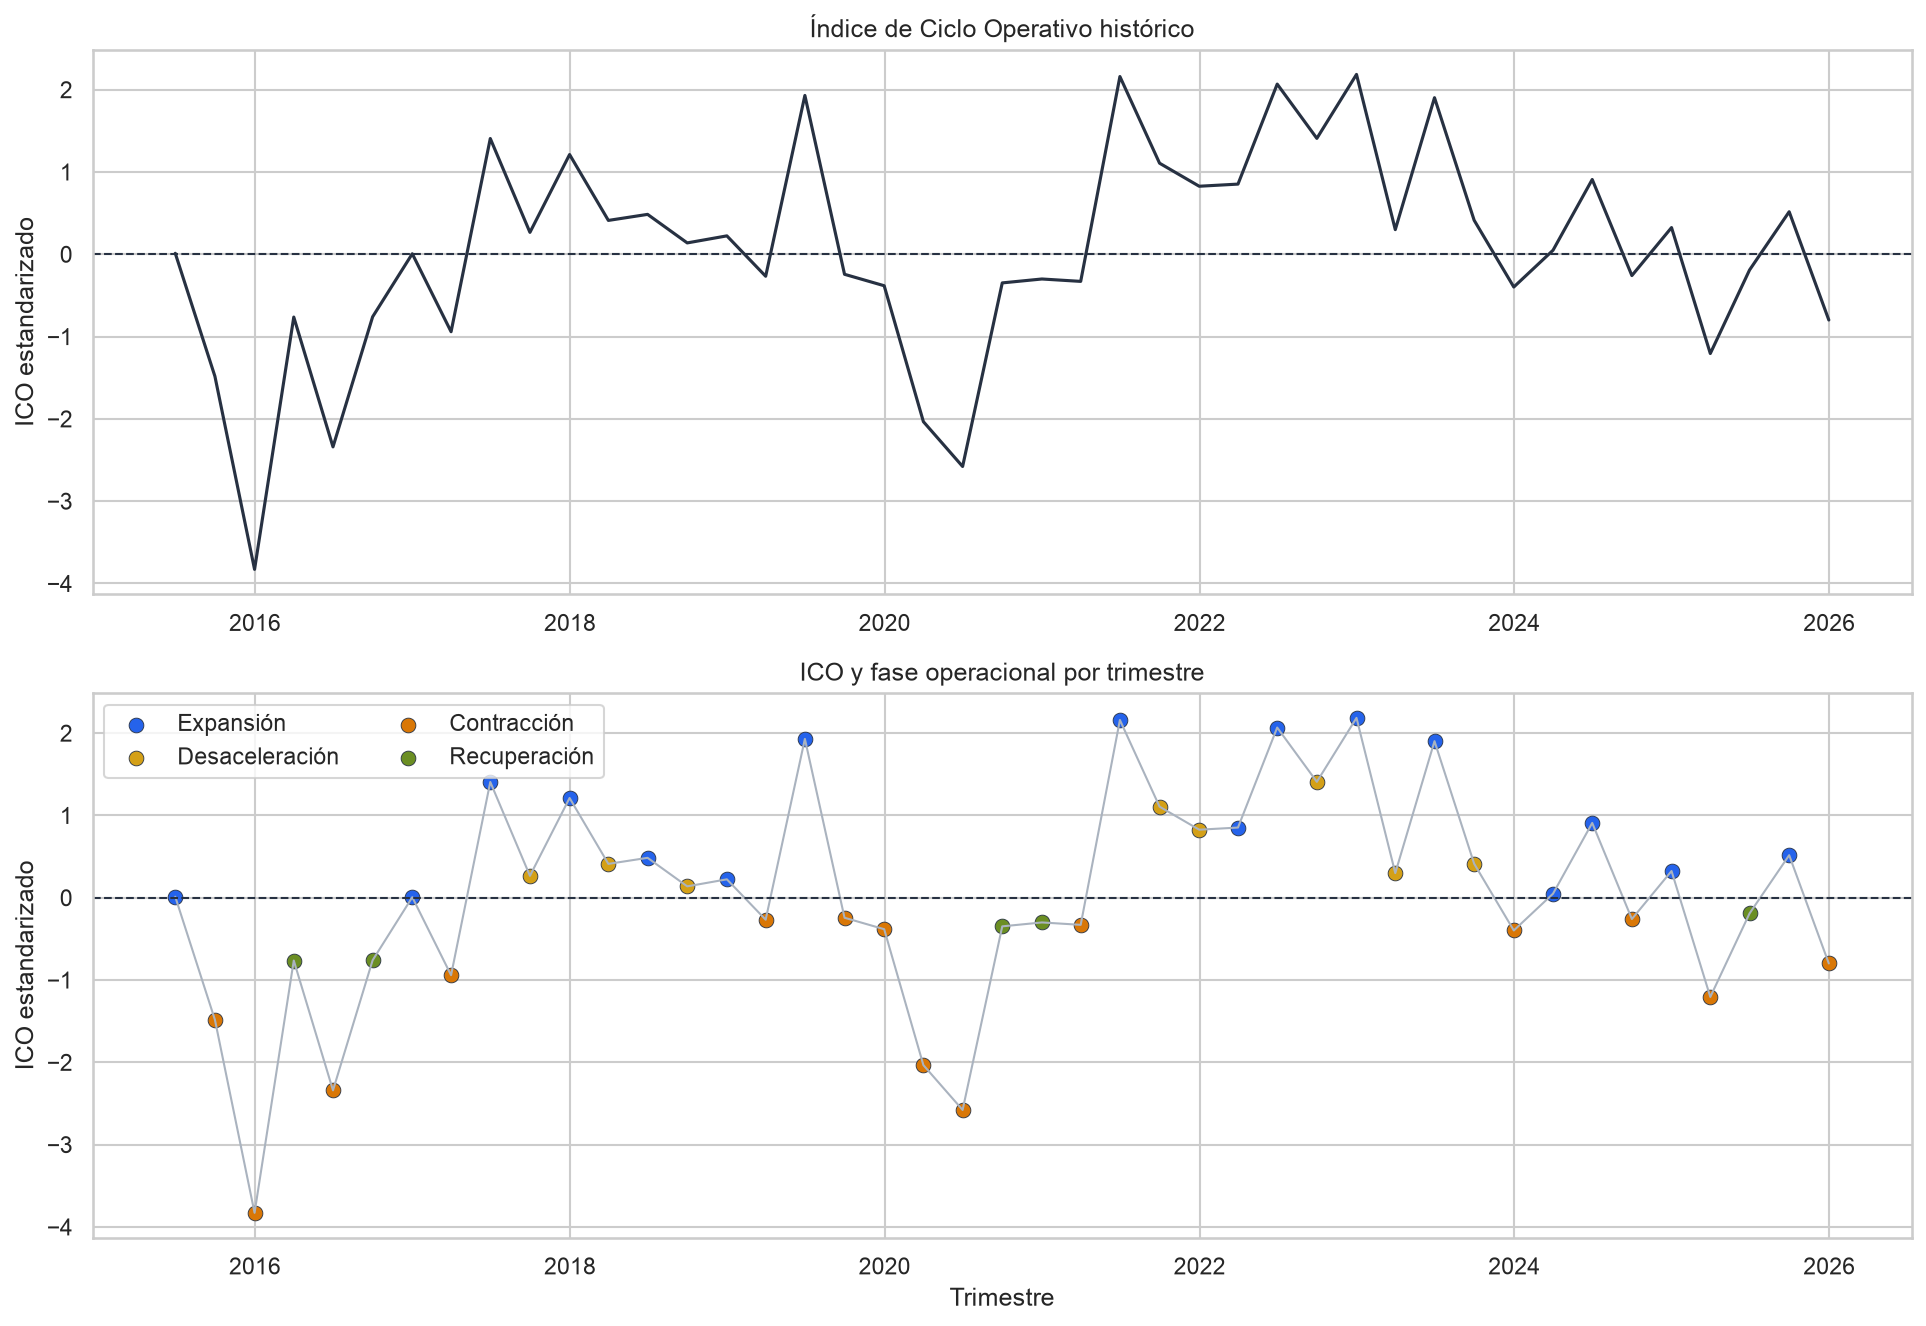 Índice de Ciclo Operativo histórico
ICO estandarizado
2
1
0
−1
−2
−3
−4
2016 2018 2020 2022 2024 2026
ICO y fase operacional por trimestre
Expansión Contracción
Desaceleración Recuperación
ICO estandarizado
2
1
0
−1
−2
−3
−4
2016 2018 2020 2022 2024 2026
Trimestre